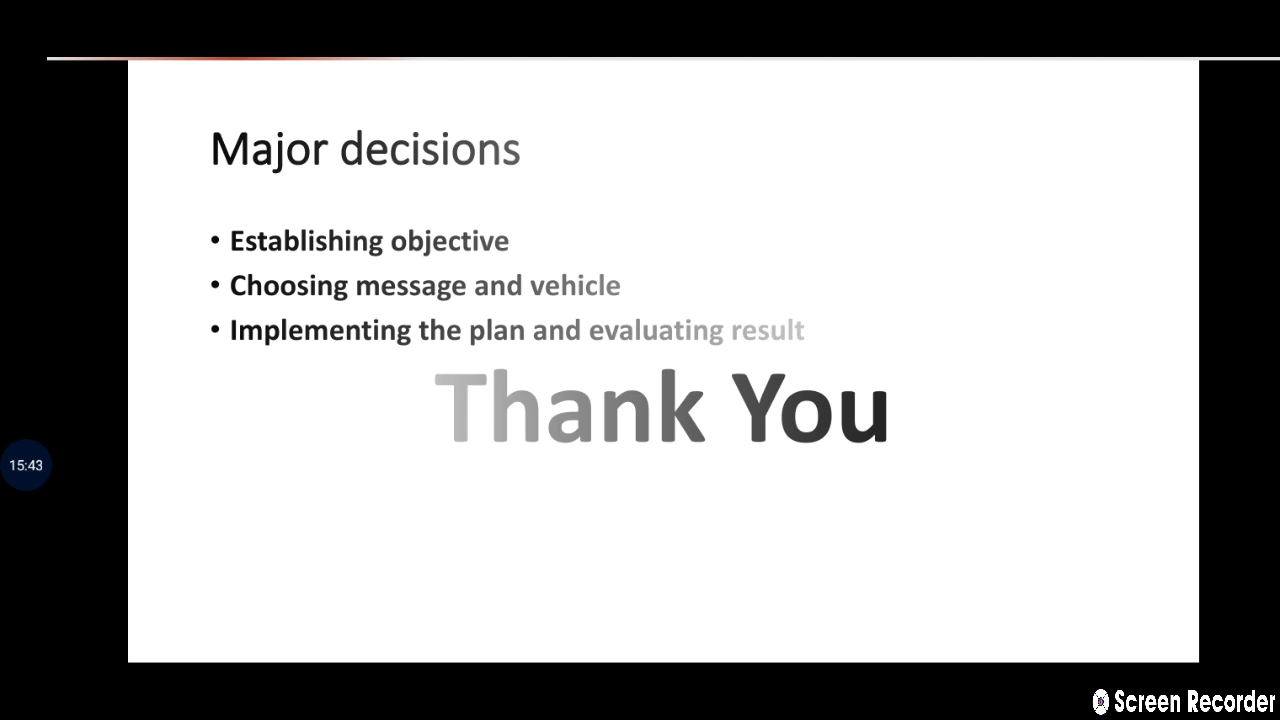 Major decisions
• Establishing objective
• Choosing message and vehicle
• Implementing the plan and evaluating result
Thank You
15:43
Screen Recorder